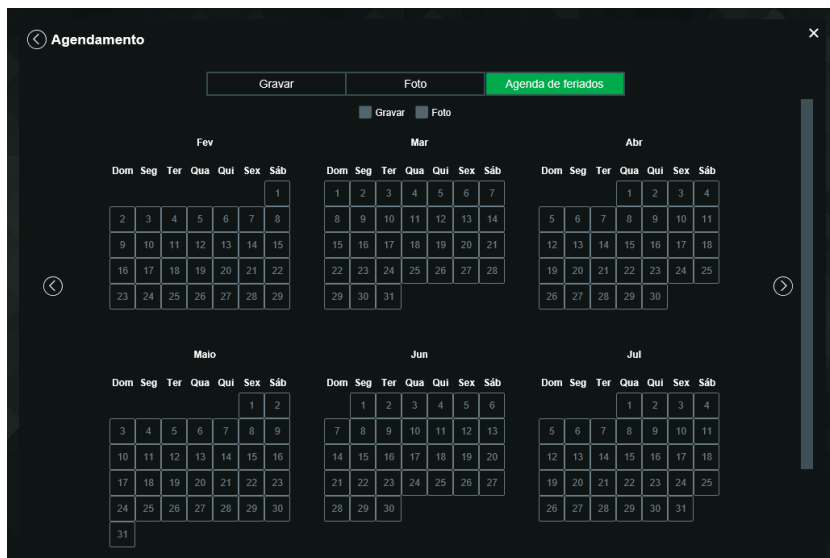 Agendamento
×
Gravar Foto Agenda de feriados
Gravar Foto
Fev Mar Abr
Dom Seg Ter Qua Qui Sex Sáb Dom Seg Ter Qua Qui Sex Sáb Dom Seg Ter Qua Qui Sex Sáb
1 1 2 3 4 5 6 7 1 2 3 4
2 3 4 5 6 7 8 8 9 10 11 12 13 14 5 6 7 8 9 10 11
9 10 11 12 13 14 15 15 16 17 18 19 20 21 12 13 14 15 16 17 18
16 17 18 19 20 21 22 22 23 24 25 26 27 28 19 20 21 22 23 24 25
23 24 25 26 27 28 29 29 30 31 26 27 28 29 30
Maio Jun Jul
Dom Seg Ter Qua Qui Sex Sáb Dom Seg Ter Qua Qui Sex Sáb Dom Seg Ter Qua Qui Sex Sáb
1 2 1 2 3 4 5 6 1 2 3 4
3 4 5 6 7 8 9 7 8 9 10 11 12 13 5 6 7 8 9 10 11
10 11 12 13 14 15 16 14 15 16 17 18 19 20 12 13 14 15 16 17 18
17 18 19 20 21 22 23 21 22 23 24 25 26 27 19 20 21 22 23 24 25
24 25 26 27 28 29 30 28 29 30 26 27 28 29 30 31
31